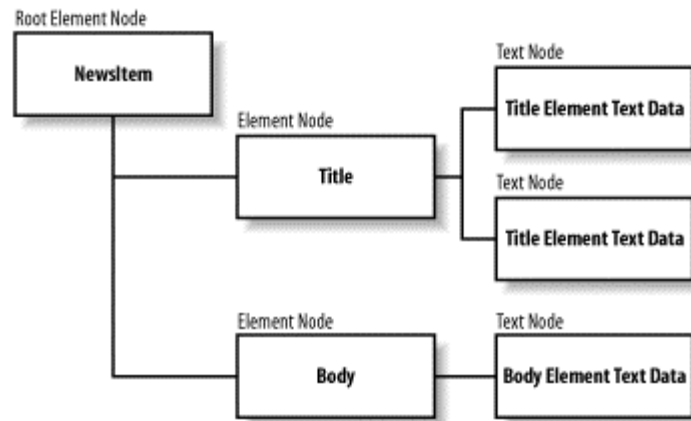 Root Element Node
NewsItem
Text Node
Title Element Text Data
Element Node
Title
Text Node
Title Element Text Data
Element Node
Body
Text Node
Body Element Text Data